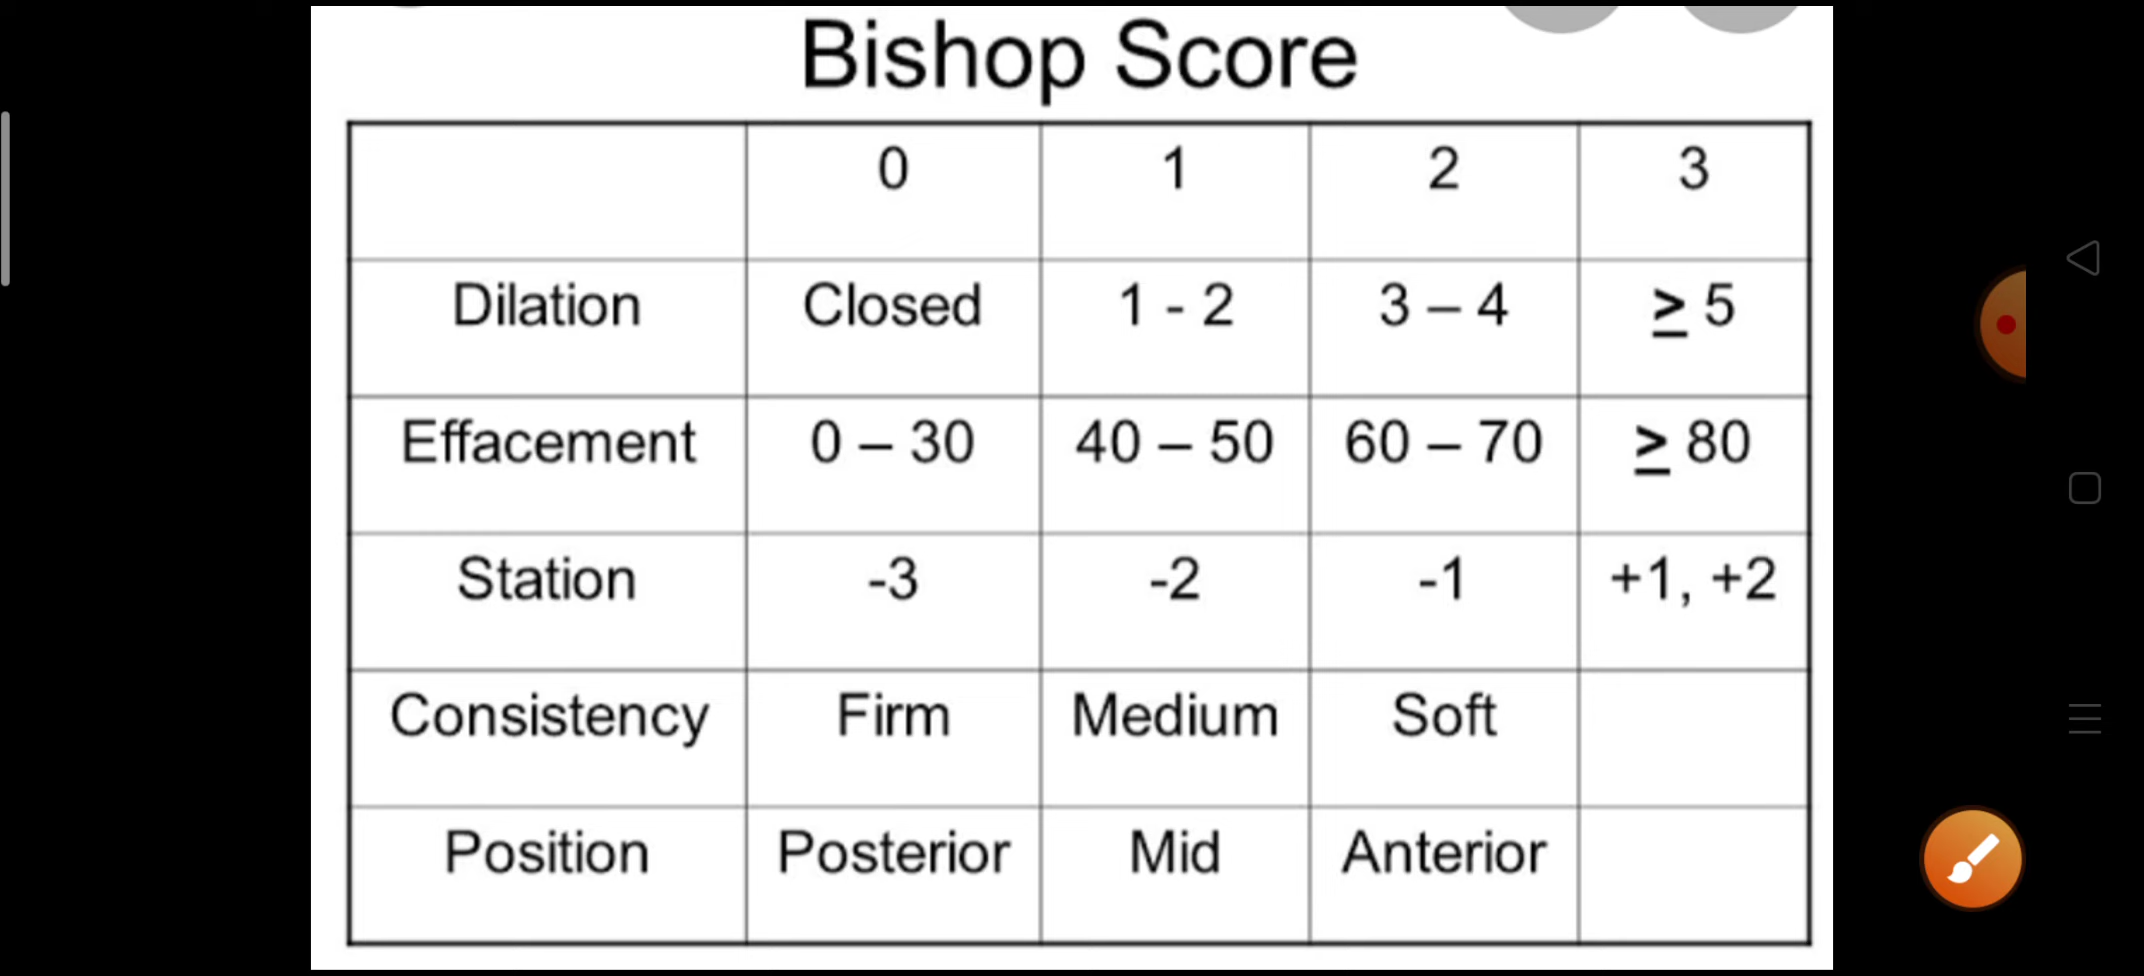 Bishop Score
0 1 2 3
Dilation Closed 1 - 2 3 – 4 ≥ 5
Effacement 0 – 30 40 – 50 60 – 70 ≥ 80
Station -3 -2 -1 +1, +2
Consistency Firm Medium Soft
Position Posterior Mid Anterior